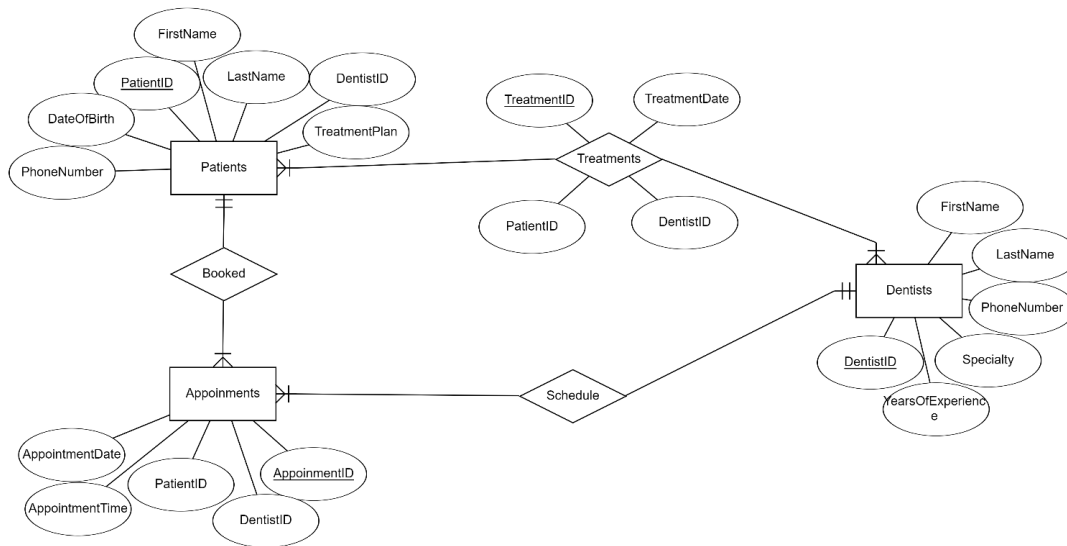 FirstName
PatientID
LastName
DentistID
DateOfBirth
TreatmentPlan
PhoneNumber
Patients
TreatmentID
TreatmentDate
Treatments
PatientID
DentistID
Booked
FirstName
LastName
Dentists
PhoneNumber
DentistID
Specialty
YearsOfExperienc
e
Appoinments
Schedule
AppointmentDate
AppoinmentID
PatientID
AppointmentTime
DentistID